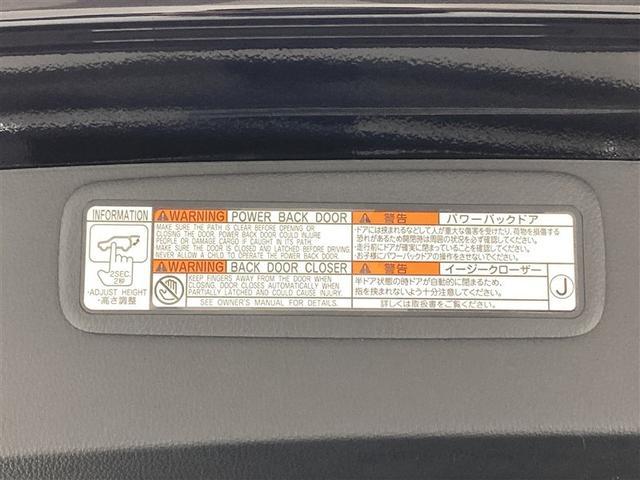 INFORMATION
2SEC.
2秒
・ADJUST HEIGHT
・高さ調整
WARNING POWER BACK DOOR
MAKE SURE THE PATH IS CLEAR BEFORE OPENING OR
CLOSING THE DOOR. POWER BACK DOOR COULD INJURE
PEOPLE OR DAMAGE CARGO IF CAUGHT IN ITS PATH.
MAKE SURE THE DOOR IS CLOSED AND LATCHED BEFORE DRIVING.
NEVER ALLOW A CHILD TO OPERATE THE POWER BACK DOOR.
WARNING BACK DOOR CLOSER
KEEP FINGERS AWAY FROM THE DOOR WHEN
CLOSING. DOOR CLOSES AUTOMATICALLY WHEN
PARTIALLY LATCHED AND COULD CAUSE INJURY.
SEE OWNER'S MANUAL FOR DETAILS.
警告 パワーバックドア
・ドアには挟まれるなどして人が重大な傷害を受けたり、荷物を損傷する
恐れがあるため開閉時は周囲の状況を必ず確認してください。
・走行前にドアが確実に閉まっていることを確認してください。
・お子様にパワーバックドアの操作をさせないでください。
警告 イージークローザー
半ドア状態の時ドアが自動的に閉まるため、
指を挟まれないよう十分注意してください。
詳しくは取扱書をご覧ください。
J